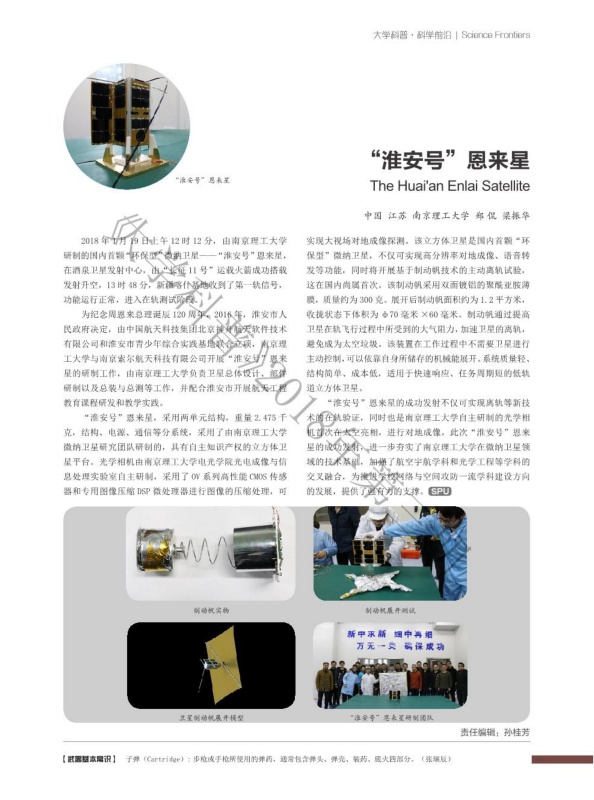 大学科普·科学前沿 | Science Frontiers
“淮安号”恩来星
“淮安号”恩来星
The Huai'an Enlai Satellite
中国 江苏 南京理工大学 郑 侃 梁振华
2018年1月19日上午12时12分，由南京理工大学
研制的国内首颗“环保型”微纳卫星——“淮安号”恩来星，
在酒泉卫星发射中心，由“长征11号”运载火箭成功搭载
发射升空，13时48分，新疆喀什基地收到了第一轨信号，
功能运行正常，进入在轨测试阶段。
为纪念周恩来总理诞辰120周年，2016年，淮安市人
民政府决定，由中国航天科技集团北京神舟航天软件技术
有限公司和淮安市青少年综合实践基地联合立项，南京理
工大学与南京索尔航天科技有限公司开展“淮安号”恩来
星的研制工作，由南京理工大学负责卫星总体设计、部件
研制以及总装与总测等工作，并配合淮安市开展航天工程
教育课程研发和教学实践。
“淮安号”恩来星，采用两单元结构，重量2.475千
克，结构、电源、通信等分系统，采用了由南京理工大学
微纳卫星研究团队研制的，具有自主知识产权的立方体卫
星平台。光学相机由南京理工大学电光学院光电成像与信
息处理实验室自主研制，采用了OV系列高性能CMOS传感
器和专用图像压缩DSP微处理器进行图像的压缩处理，可
实现大视场对地成像探测。该立方体卫星是国内首颗“环
保型”微纳卫星，不仅可实现高分辨率对地成像、语音转
发等功能，同时将开展基于制动帆技术的主动离轨试验，
这在国内尚属首次，该制动帆采用双面镀铝的聚酰亚胺薄
膜，质量约为300克。展开后制动帆面积约为1.2平方米，
收拢状态下体积为φ70毫米×60毫米。制动帆通过提高
卫星在轨飞行过程中所受到的大气阻力，加速卫星的离轨，
避免成为太空垃圾。该装置在工作过程中不需要卫星进行
主动控制，可以依靠自身所储存的机械能展开。系统质量轻、
结构简单、成本低，适用于快速响应、任务周期短的低轨
道立方体卫星。
“淮安号”恩来星的成功发射不仅可实现离轨等新技
术的在轨验证，同时也是南京理工大学自主研制的光学相
机首次在太空亮相，进行对地成像。此次“淮安号”恩来
星的成功发射，进一步夯实了南京理工大学在微纳卫星领
域的技术基础，加强了航空宇航学科和光学工程等学科的
交叉融合，为推进学校网络与空间攻防一流学科建设方向
的发展，提供了强有力的支撑。SPU
制动帆实物
制动帆展开测试
新中求新 细中再细
万无一失 确保成功
卫星制动帆展开模型
“淮安号”恩来星研制团队
责任编辑：孙桂芳
【武器基本常识】 子弹（Cartridge）：步枪或手枪所使用的弹药，通常包含弹头、弹壳、装药、底火四部分。（张瑞辰）
《大学科普》2018年第